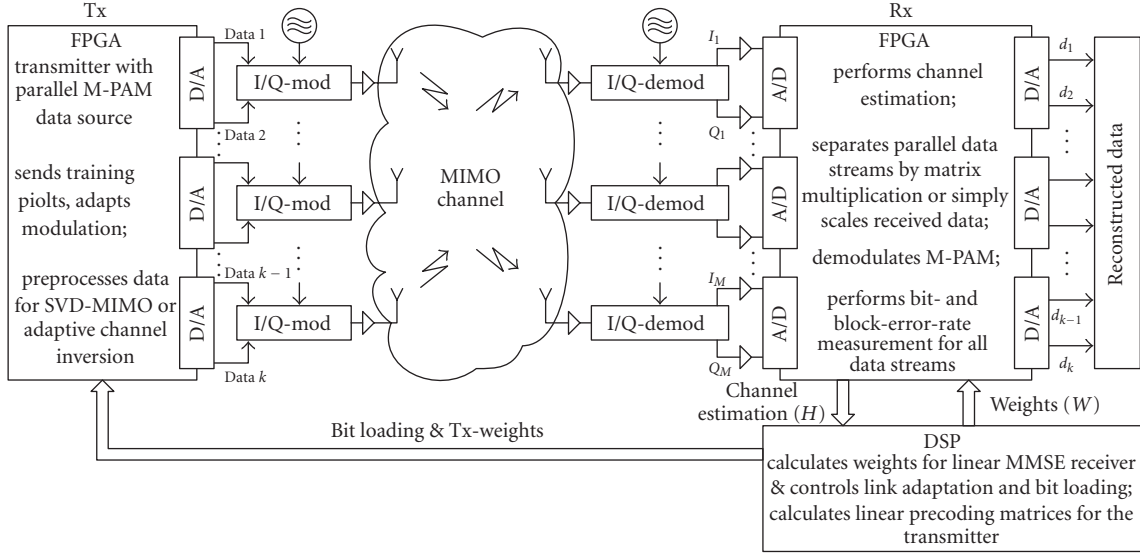 Tx
FPGA
transmitter with
parallel M-PAM
data source
sends training
piolts, adapts
modulation;
preprocesses data
for SVD-MIMO or
adaptive channel
inversion
D/A
D/A
D/A
Data 1
Data 2
Data k − 1
Data k
I/Q-mod
I/Q-mod
I/Q-mod
MIMO
channel
I/Q-demod
I/Q-demod
I/Q-demod
I1
Q1
IM
QM
A/D
A/D
A/D
Rx
FPGA
performs channel
estimation;
separates parallel data
streams by matrix
multiplication or simply
scales received data;
demodulates M-PAM;
performs bit- and
block-error-rate
measurement for all
data streams
D/A
D/A
D/A
d1
d2
dk−1
dk
Reconstructed data
Channel
estimation (H)
Weights (W)
Bit loading & Tx-weights
DSP
calculates weights for linear MMSE receiver
& controls link adaptation and bit loading;
calculates linear precoding matrices for the
transmitter